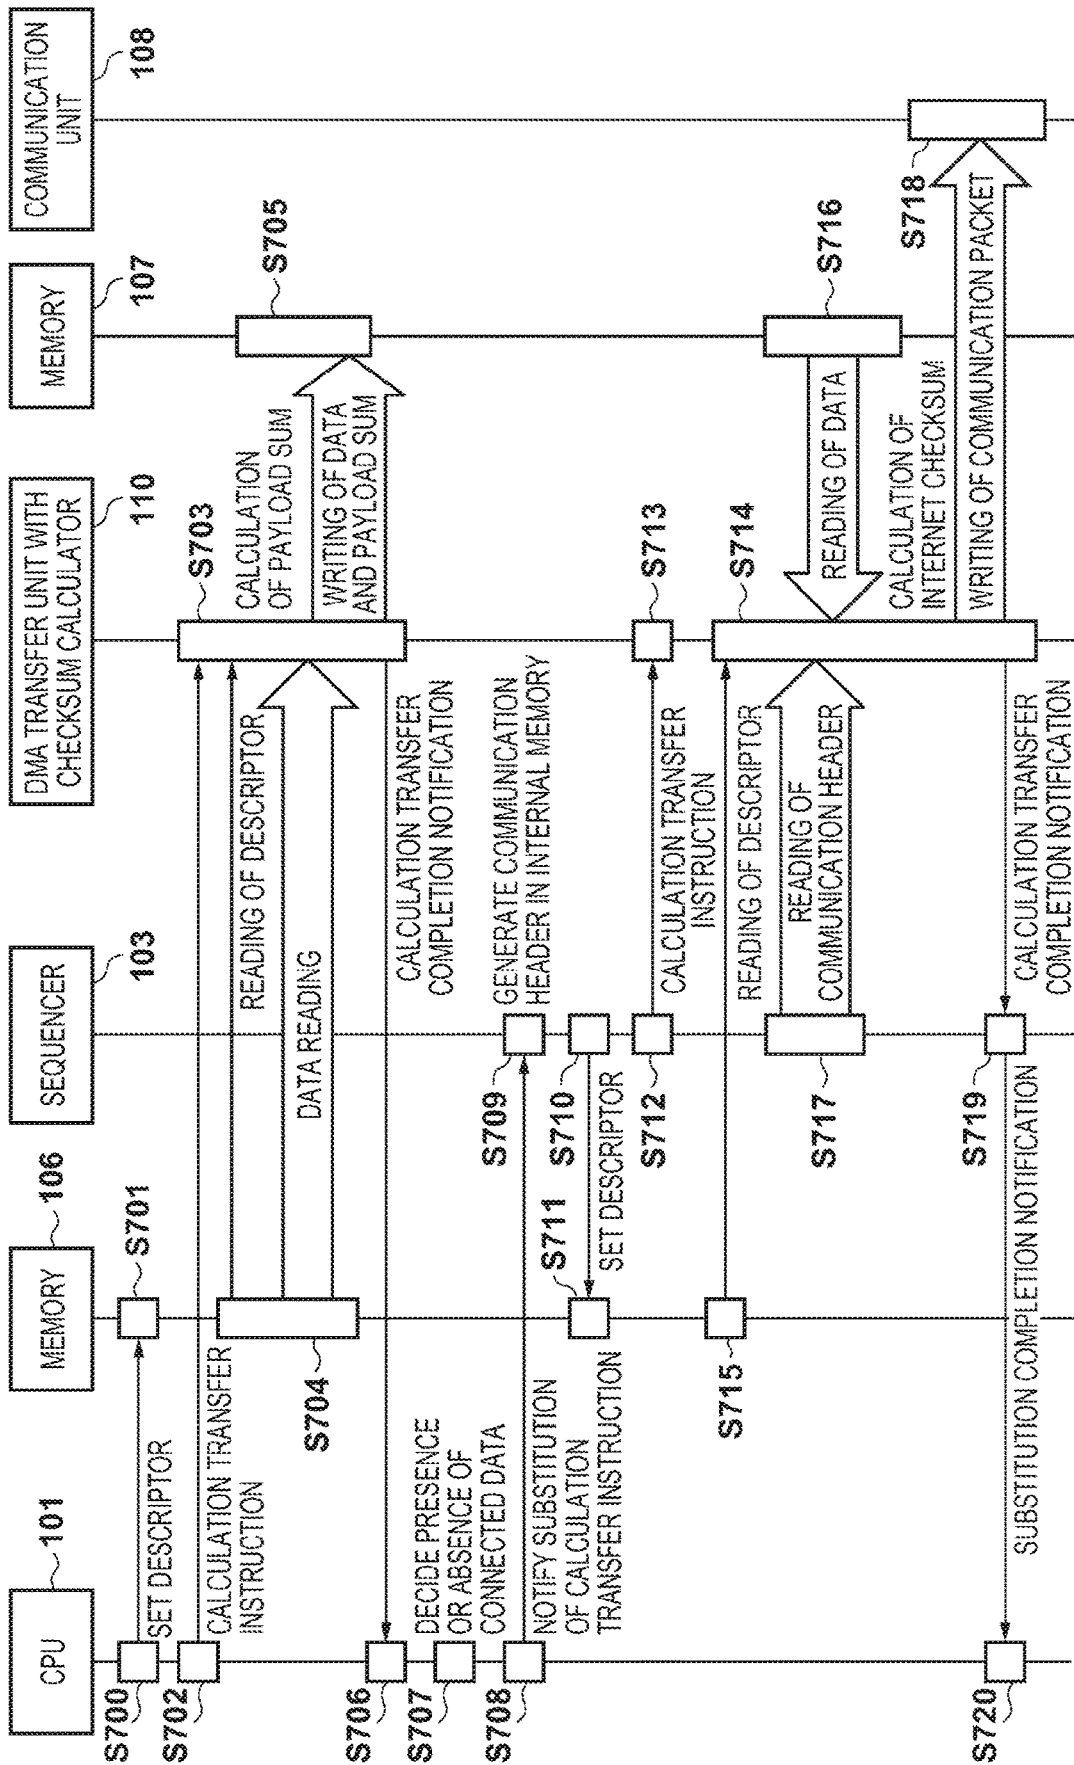 CPU
101
MEMORY
106
SEQUENCER
103
DMA TRANSFER UNIT WITH
CHECKSUM CALCULATOR
110
MEMORY
107
COMMUNICATION
UNIT
108
S700
SET DESCRIPTOR
S701
S702
CALCULATION TRANSFER
INSTRUCTION
S703
READING OF DESCRIPTOR
S704
DATA READING
CALCULATION
OF PAYLOAD SUM
WRITING OF DATA
AND PAYLOAD SUM
S705
S706
CALCULATION TRANSFER
COMPLETION NOTIFICATION
S707
DECIDE PRESENCE
OR ABSENCE OF
CONNECTED DATA
S708
NOTIFY SUBSTITUTION
OF CALCULATION
TRANSFER INSTRUCTION
S709
GENERATE COMMUNICATION
HEADER IN INTERNAL MEMORY
S710
SET DESCRIPTOR
S711
S712
CALCULATION TRANSFER
INSTRUCTION
S713
S714
S715
READING OF DESCRIPTOR
S716
READING OF DATA
S717
READING OF
COMMUNICATION HEADER
CALCULATION OF
INTERNET CHECKSUM
WRITING OF COMMUNICATION PACKET
S718
CALCULATION TRANSFER
COMPLETION NOTIFICATION
S719
SUBSTITUTION COMPLETION NOTIFICATION
S720